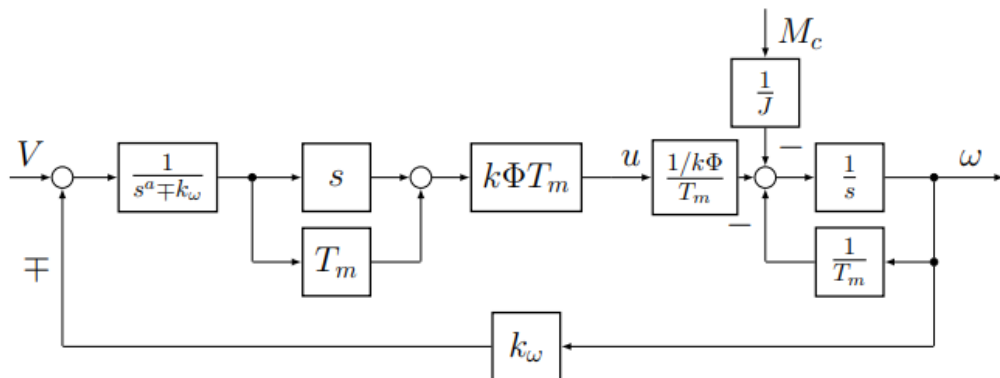 M_c
1/J
V
1/(s^a∓k_ω)
s
kΦT_m
u
(1/kΦ)/T_m
−
1/s
ω
−
∓
T_m
1/T_m
k_ω